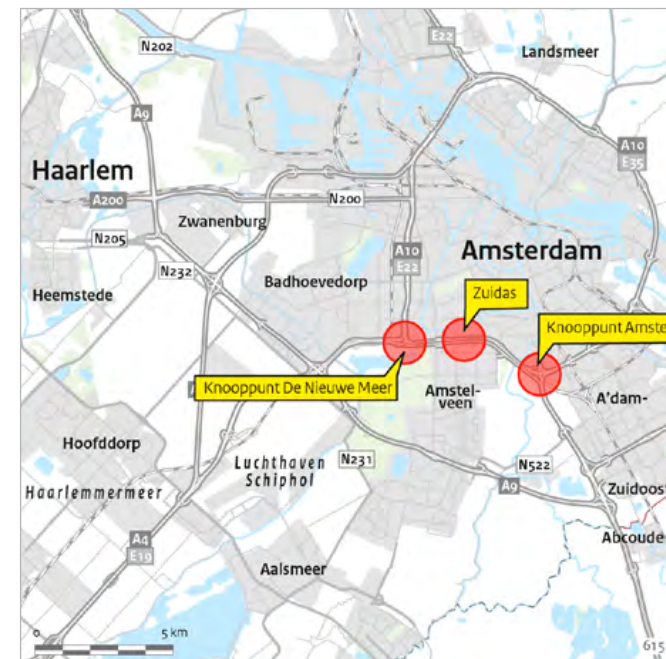 N202
E22
Landsmeer
A9
A10
E35
Haarlem
A200
N200
Zwanenburg
N205
A10
E22
Amsterdam
N232
Heemstede
Badhoevedorp
Zuidas
Knooppunt Amste
Knooppunt De Nieuwe Meer
Amstel-
veen
A'dam-
Hoofddorp
Luchthaven
Schiphol
N231
N522
Haarlemmermeer
A9
Zuidoost
A4
E19
Abcoude
Aalsmeer
0
5 km
615